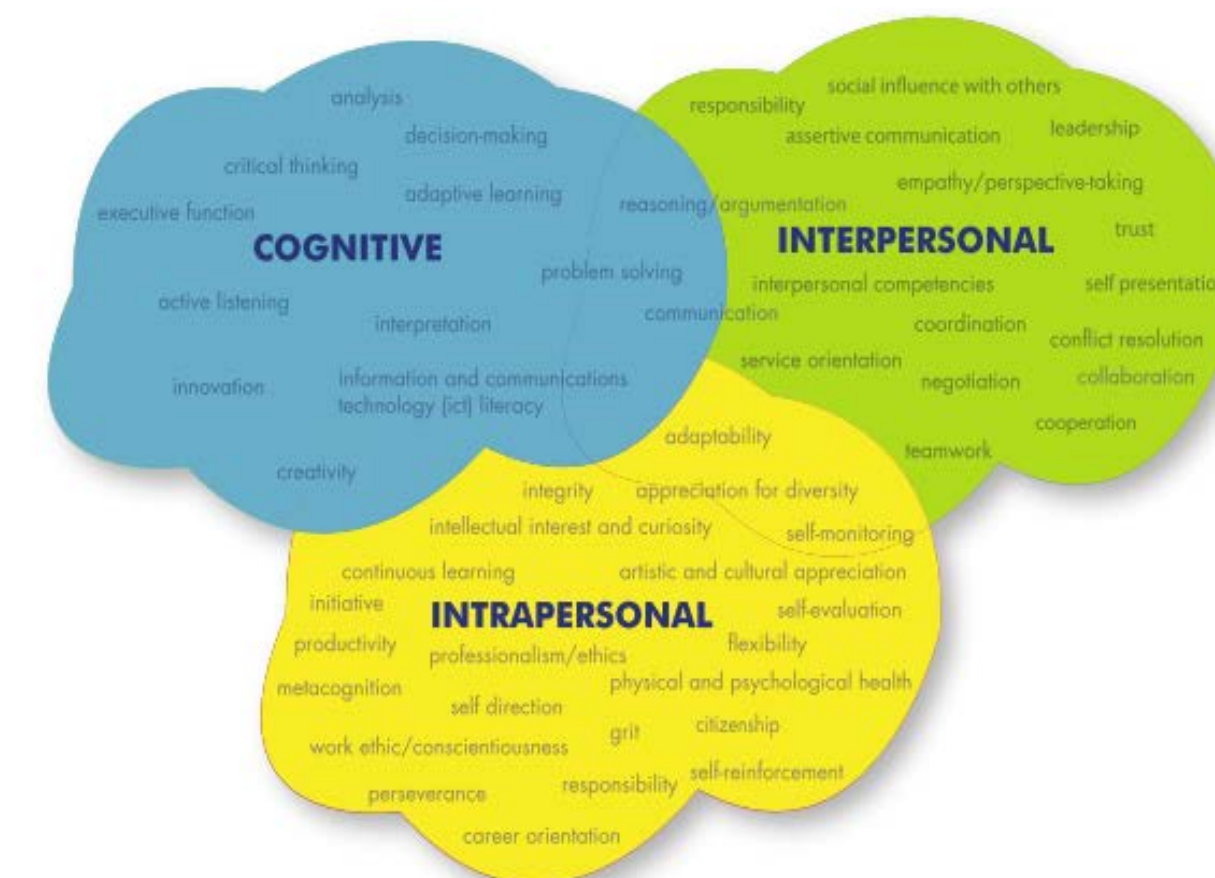 analysis
decision-making
critical thinking
adaptive learning
executive function
COGNITIVE
problem solving
active listening
interpretation
innovation
information and communications
technology (ict) literacy
creativity
social influence with others
responsibility
assertive communication
leadership
empathy/perspective-taking
reasoning/argumentation
trust
INTERPERSONAL
interpersonal competencies
self presentatio
communication
coordination
conflict resolution
service orientation
negotiation
collaboration
cooperation
teamwork
adaptability
integrity
appreciation for diversity
intellectual interest and curiosity
self-monitoring
continuous learning
artistic and cultural appreciation
initiative
INTRAPERSONAL
self-evaluation
productivity
professionalism/ethics
flexibility
metacognition
physical and psychological health
self direction
grit
citizenship
work ethic/conscientiousness
perseverance
responsibility
self-reinforcement
career orientation